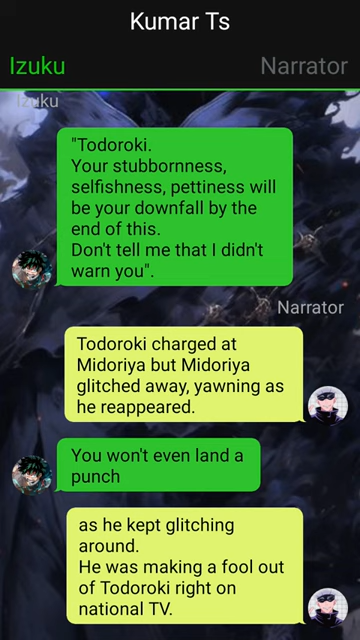 Kumar Ts
Izuku
Narrator
Izuku
"Todoroki.
Your stubbornness,
selfishness, pettiness will
be your downfall by the
end of this.
Don't tell me that I didn't
warn you".
Narrator
Todoroki charged at
Midoriya but Midoriya
glitched away, yawning as
he reappeared.
You won't even land a
punch
as he kept glitching
around.
He was making a fool out
of Todoroki right on
national TV.